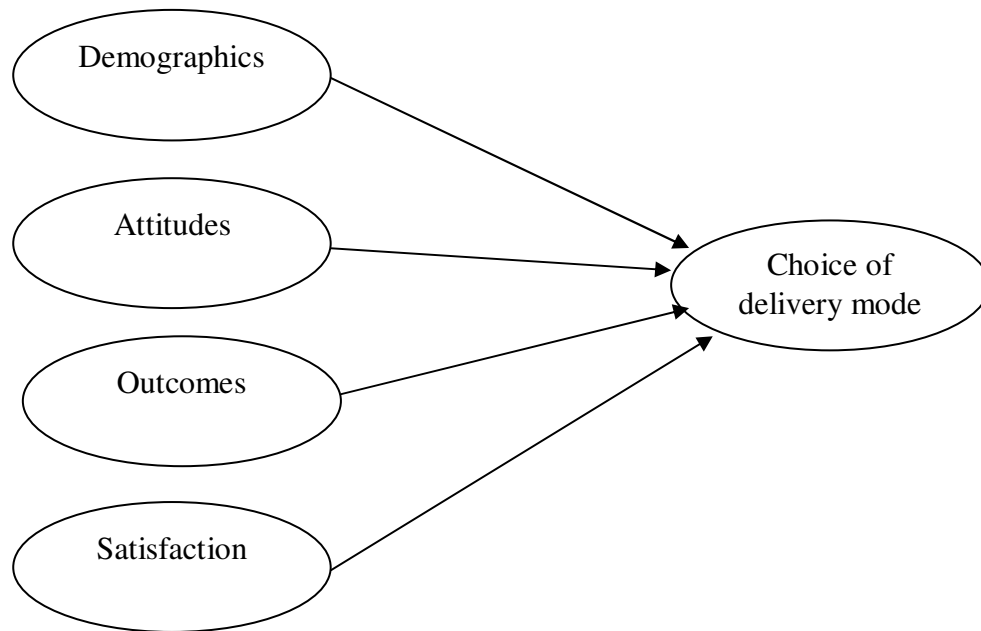 Demographics
Attitudes
Choice of
delivery mode
Outcomes
Satisfaction